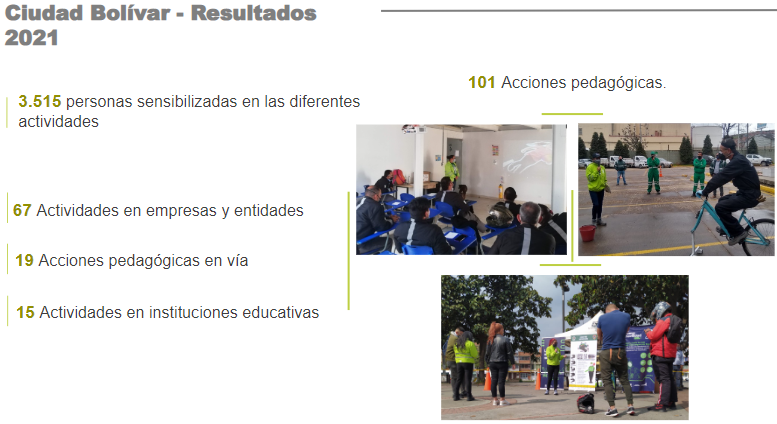 Ciudad Bolívar - Resultados
2021
3.515 personas sensibilizadas en las diferentes
actividades
67 Actividades en empresas y entidades
19 Acciones pedagógicas en vía
15 Actividades en instituciones educativas
101 Acciones pedagógicas.